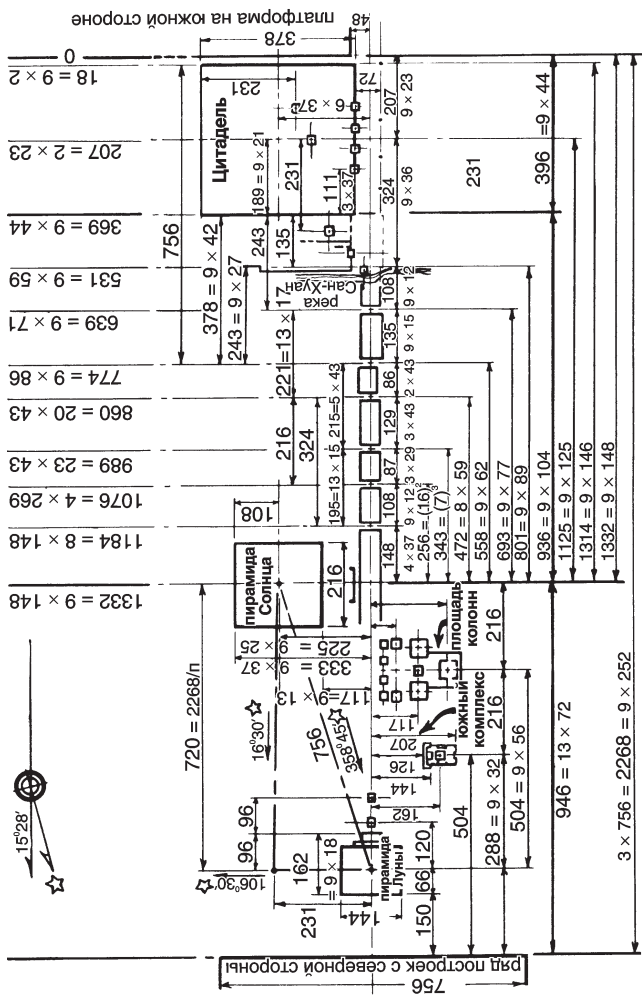 платформа на южной стороне
48
378
0
18 = 9 × 2
207 = 2 × 23
369 = 9 × 44
531 = 9 × 59
639 = 9 × 71
774 = 9 × 86
860 = 20 × 43
989 = 23 × 43
1076 = 4 × 269
1184 = 8 × 148
1332 = 9 × 148
231
Цитадель
6 × 378
72
207
9 × 23
756
189 = 9 × 21
231
111
3 × 37
324
9 × 36
231
396
=9 × 44
378 = 9 × 42
243 = 9 × 27
243
135
река
Сан-Хуан
108
9 × 12
221=13 × 17
135
9 × 15
86
2 × 43
216
324
215=5 × 43
129
3 × 43
195=13 × 15
87
3 × 29
108
9 × 12
108
148
4 × 37
256 = (16)²
343 = (7)³
472 = 8 × 59
558 = 9 × 62
693 = 9 × 77
801= 9 × 89
936 = 9 × 104
1125 = 9 × 125
1314 = 9 × 146
1332 = 9 × 148
пирамида
Солнца
216
225 = 9 × 25
333 = 9 × 37
117=9 × 13
720 = 2268/п
16°30′
756
358°45′
15°28′
106°30′
площадь
колонн
216
117
южный
комплекс
216
207
126
144
162
504
288 = 9 × 32
504 = 9 × 56
946 = 13 × 72
3 × 756 = 2268 = 9 × 252
96
96
162
= 9 × 18
231
144
пирамида
Луны
120
66
150
ряд построек с северной стороны
756